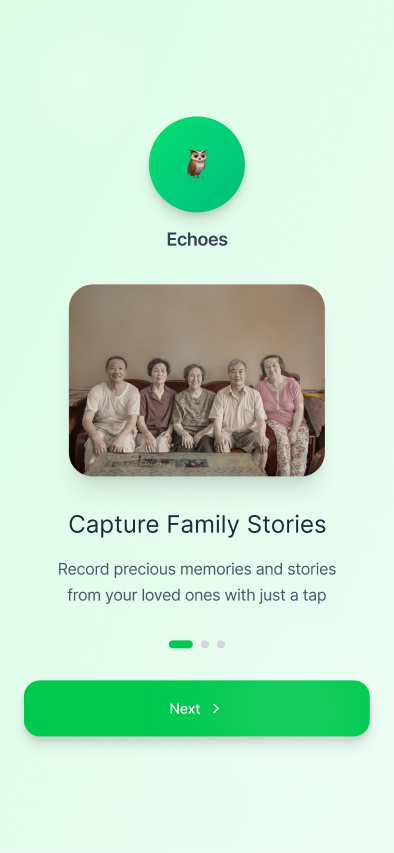 Echoes
Capture Family Stories
Record precious memories and stories
from your loved ones with just a tap
Next